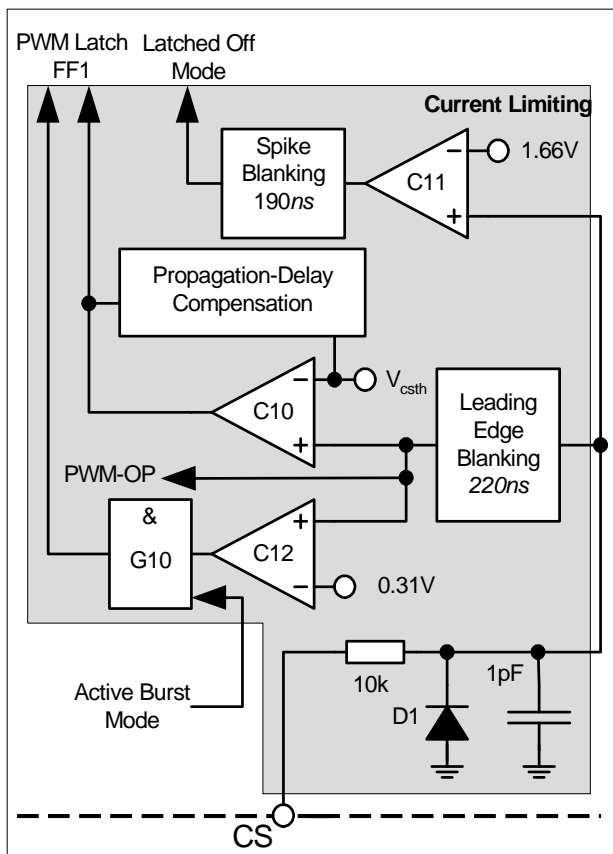 PWM Latch
FF1
Latched Off
Mode
Current Limiting
Spike
Blanking
190ns
C11
1.66V
Propagation-Delay
Compensation
C10
Vcsth
Leading
Edge
Blanking
220ns
PWM-OP
&
G10
C12
0.31V
Active Burst
Mode
10k
D1
1pF
CS